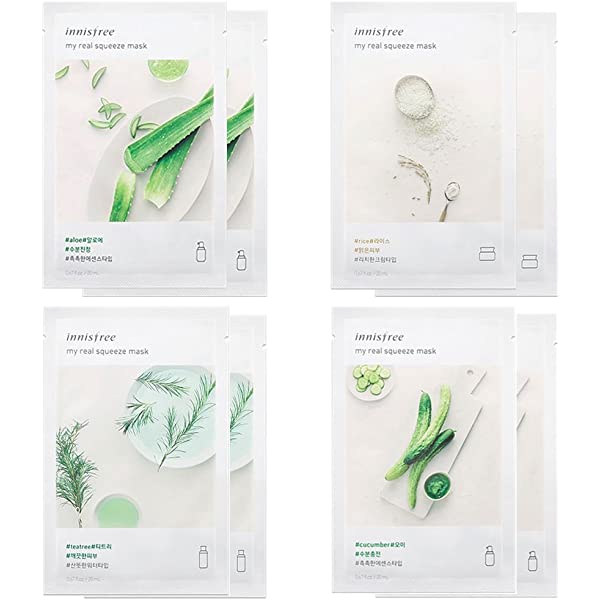 innisfree
my real squeeze mask
#aloe#알로에
#수분진정
#촉촉한에센스타입
innisfree
my real squeeze mask
#rice#라이스
#맑은피부
#리치한크림타입
innisfree
my real squeeze mask
#teatree#티트리
#깨끗한피부
#산뜻한워터타입
innisfree
my real squeeze mask
#cucumber#오이
#수분충전
#촉촉한에센스타입